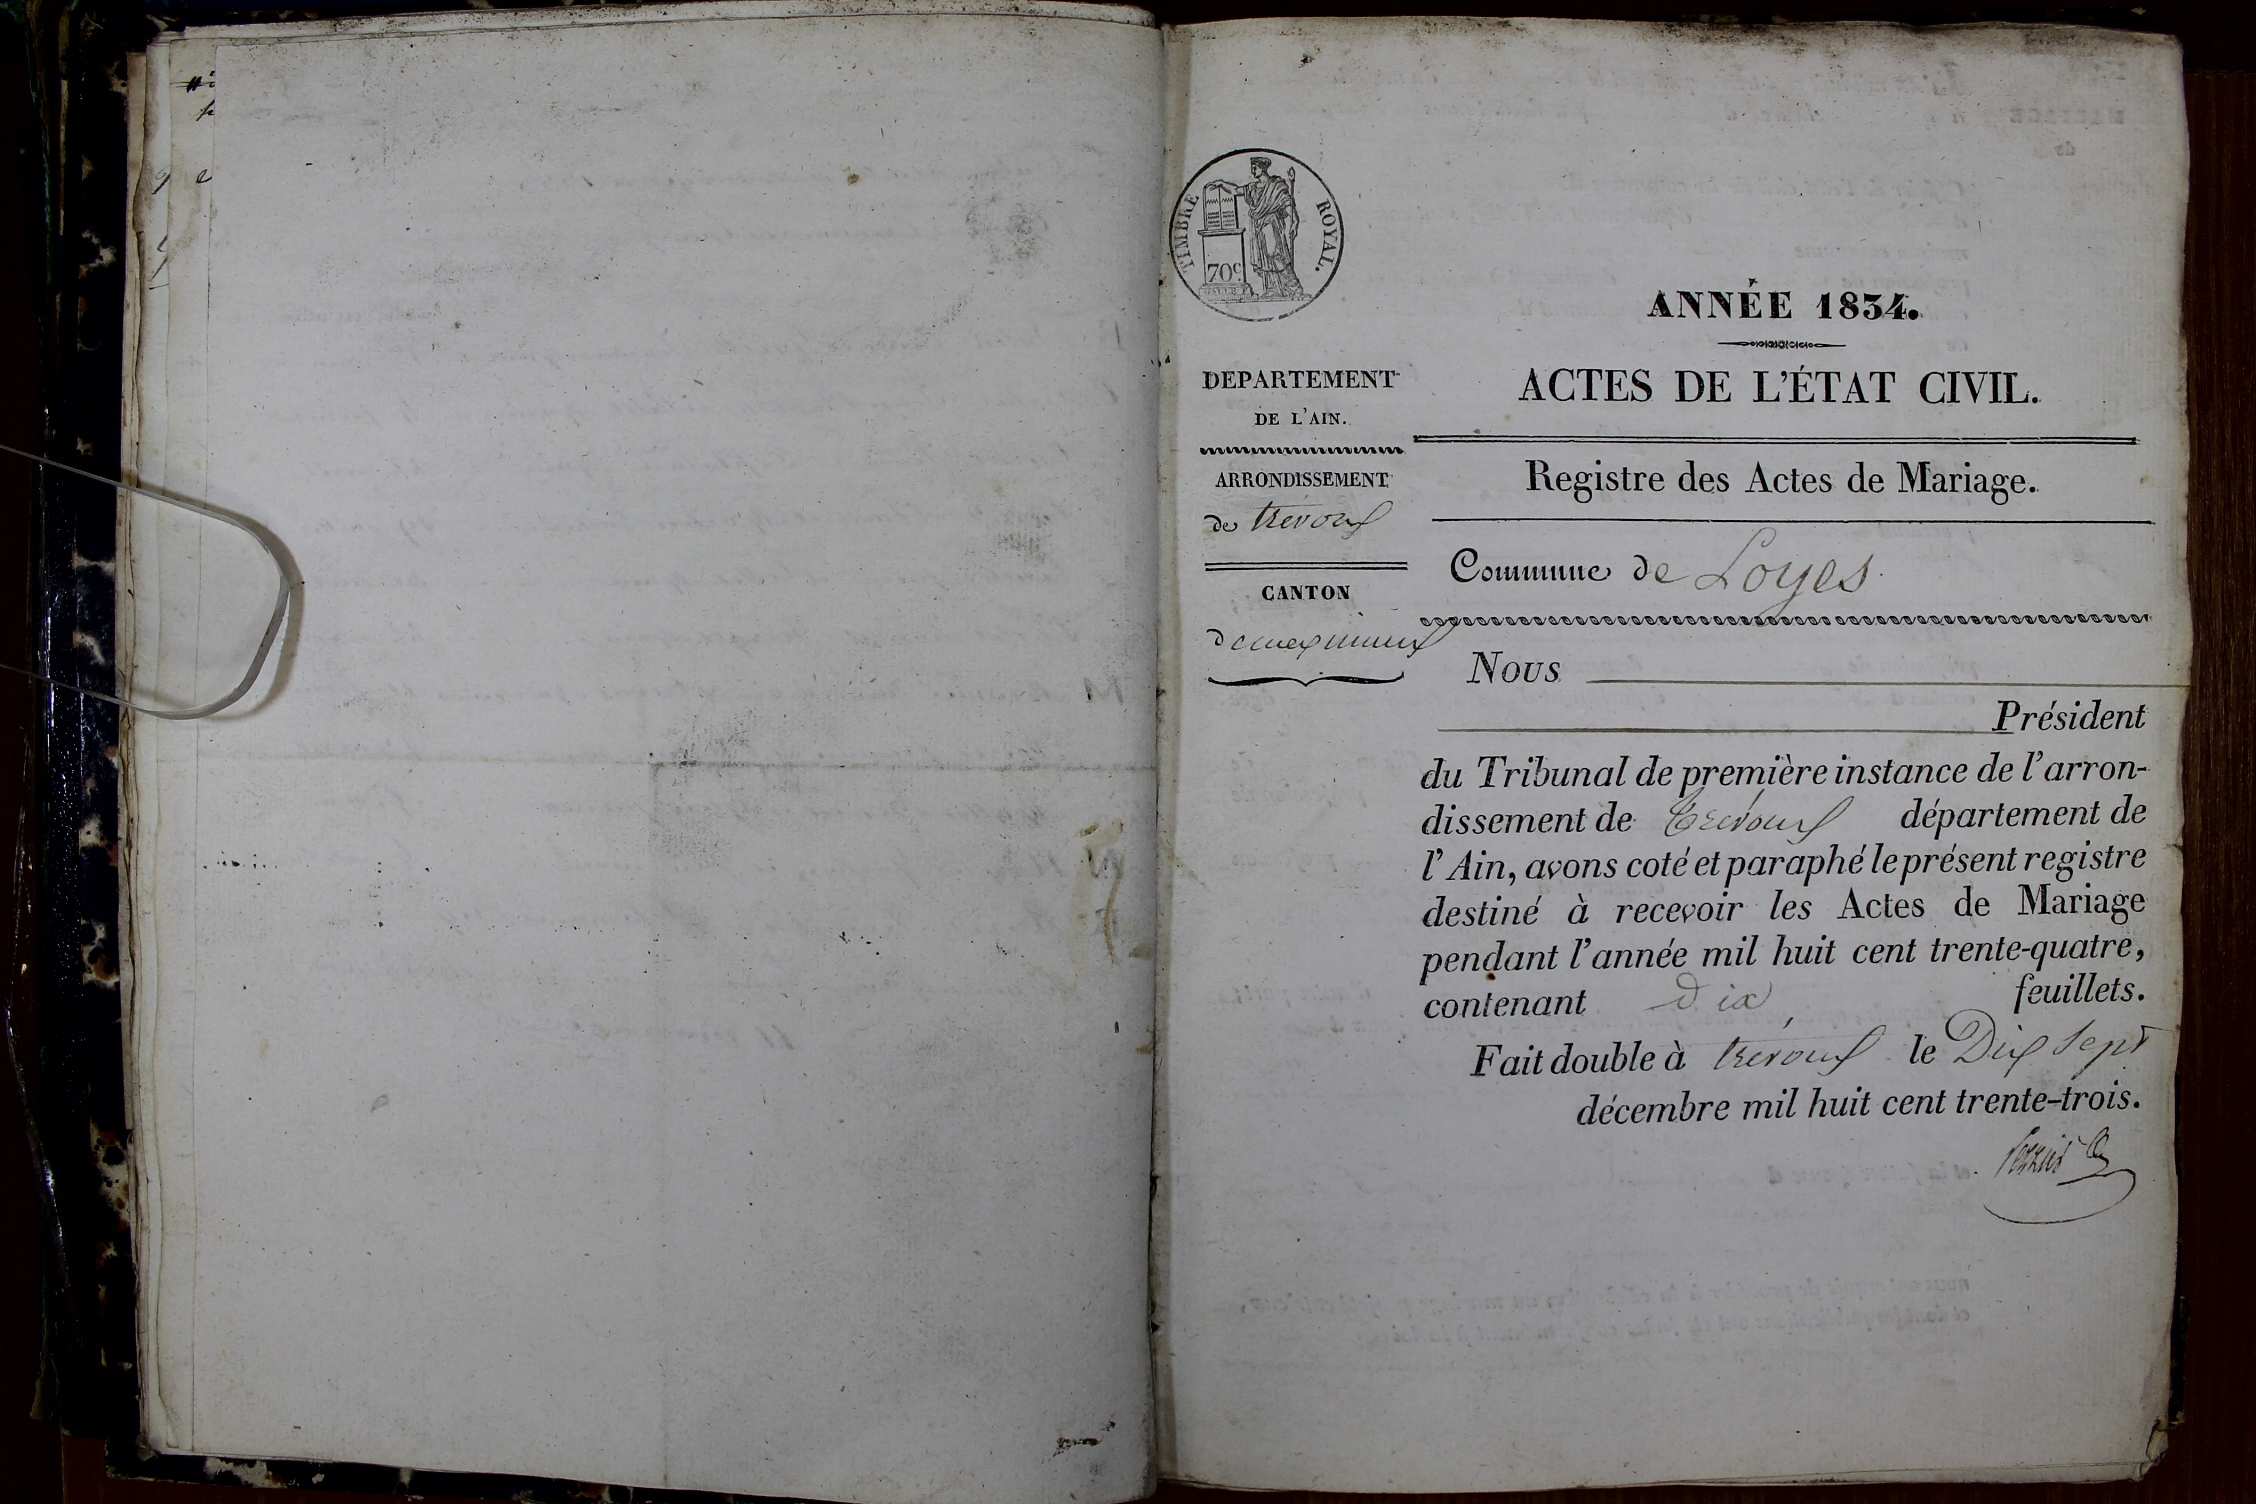 TIMBRE ROYAL.
70c
ANNÉE 1834.
DEPARTEMENT
DE L'AIN.
ACTES DE L'ÉTAT CIVIL.
ARRONDISSEMENT
de trévoux
Registre des Actes de Mariage.
CANTON
de meximieux
Commune de Loyes
Nous
Président
du Tribunal de première instance de l'arron-
dissement de Trévoux département de
l'Ain, avons coté et paraphé le présent registre
destiné à recevoir les Actes de Mariage
pendant l'année mil huit cent trente-quatre,
contenant dix feuillets.
Fait double à trévoux le Dix sept
décembre mil huit cent trente-trois.